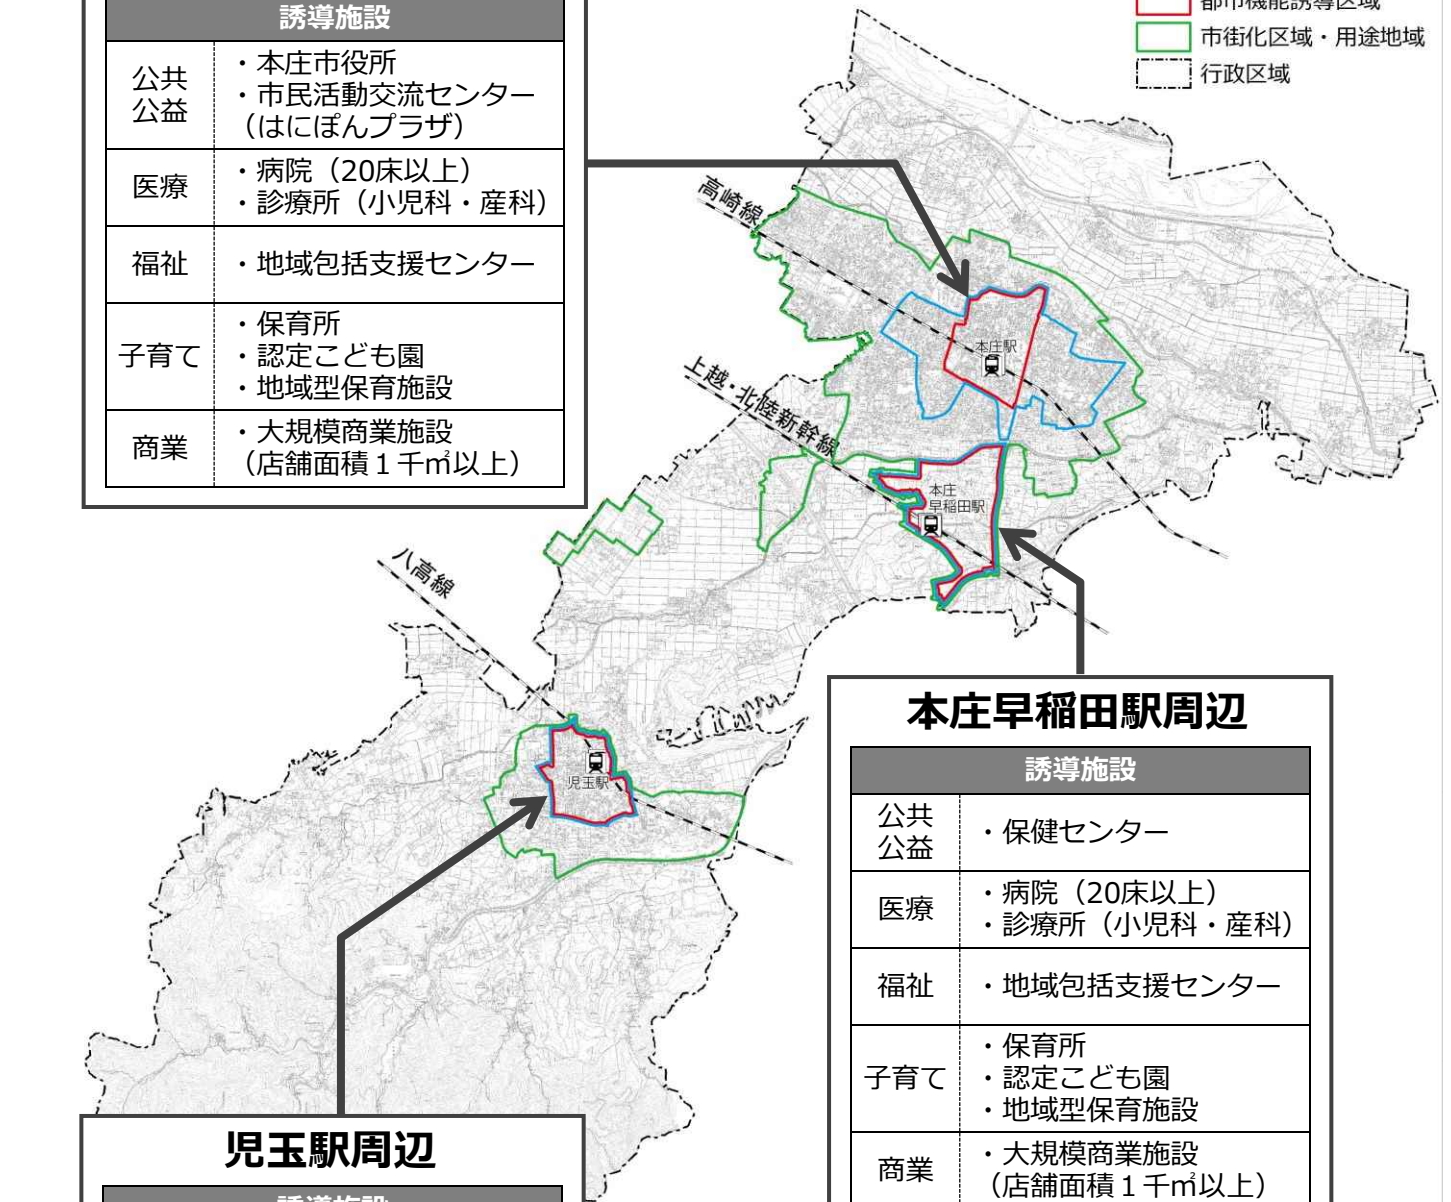 誘導施設
公共
公益
・本庄市役所
・市民活動交流センター
（はにぽんプラザ）
医療
・病院（20床以上）
・診療所（小児科・産科）
福祉
・地域包括支援センター
子育て
・保育所
・認定こども園
・地域型保育施設
商業
・大規模商業施設
（店舗面積１千㎡以上）
都市機能誘導区域
市街化区域・用途地域
行政区域
高崎線
本庄駅
上越・北陸新幹線
本庄
早稲田駅
八高線
児玉駅
本庄早稲田駅周辺
誘導施設
公共
公益
・保健センター
医療
・病院（20床以上）
・診療所（小児科・産科）
福祉
・地域包括支援センター
子育て
・保育所
・認定こども園
・地域型保育施設
商業
・大規模商業施設
（店舗面積１千㎡以上）
児玉駅周辺
誘導施設